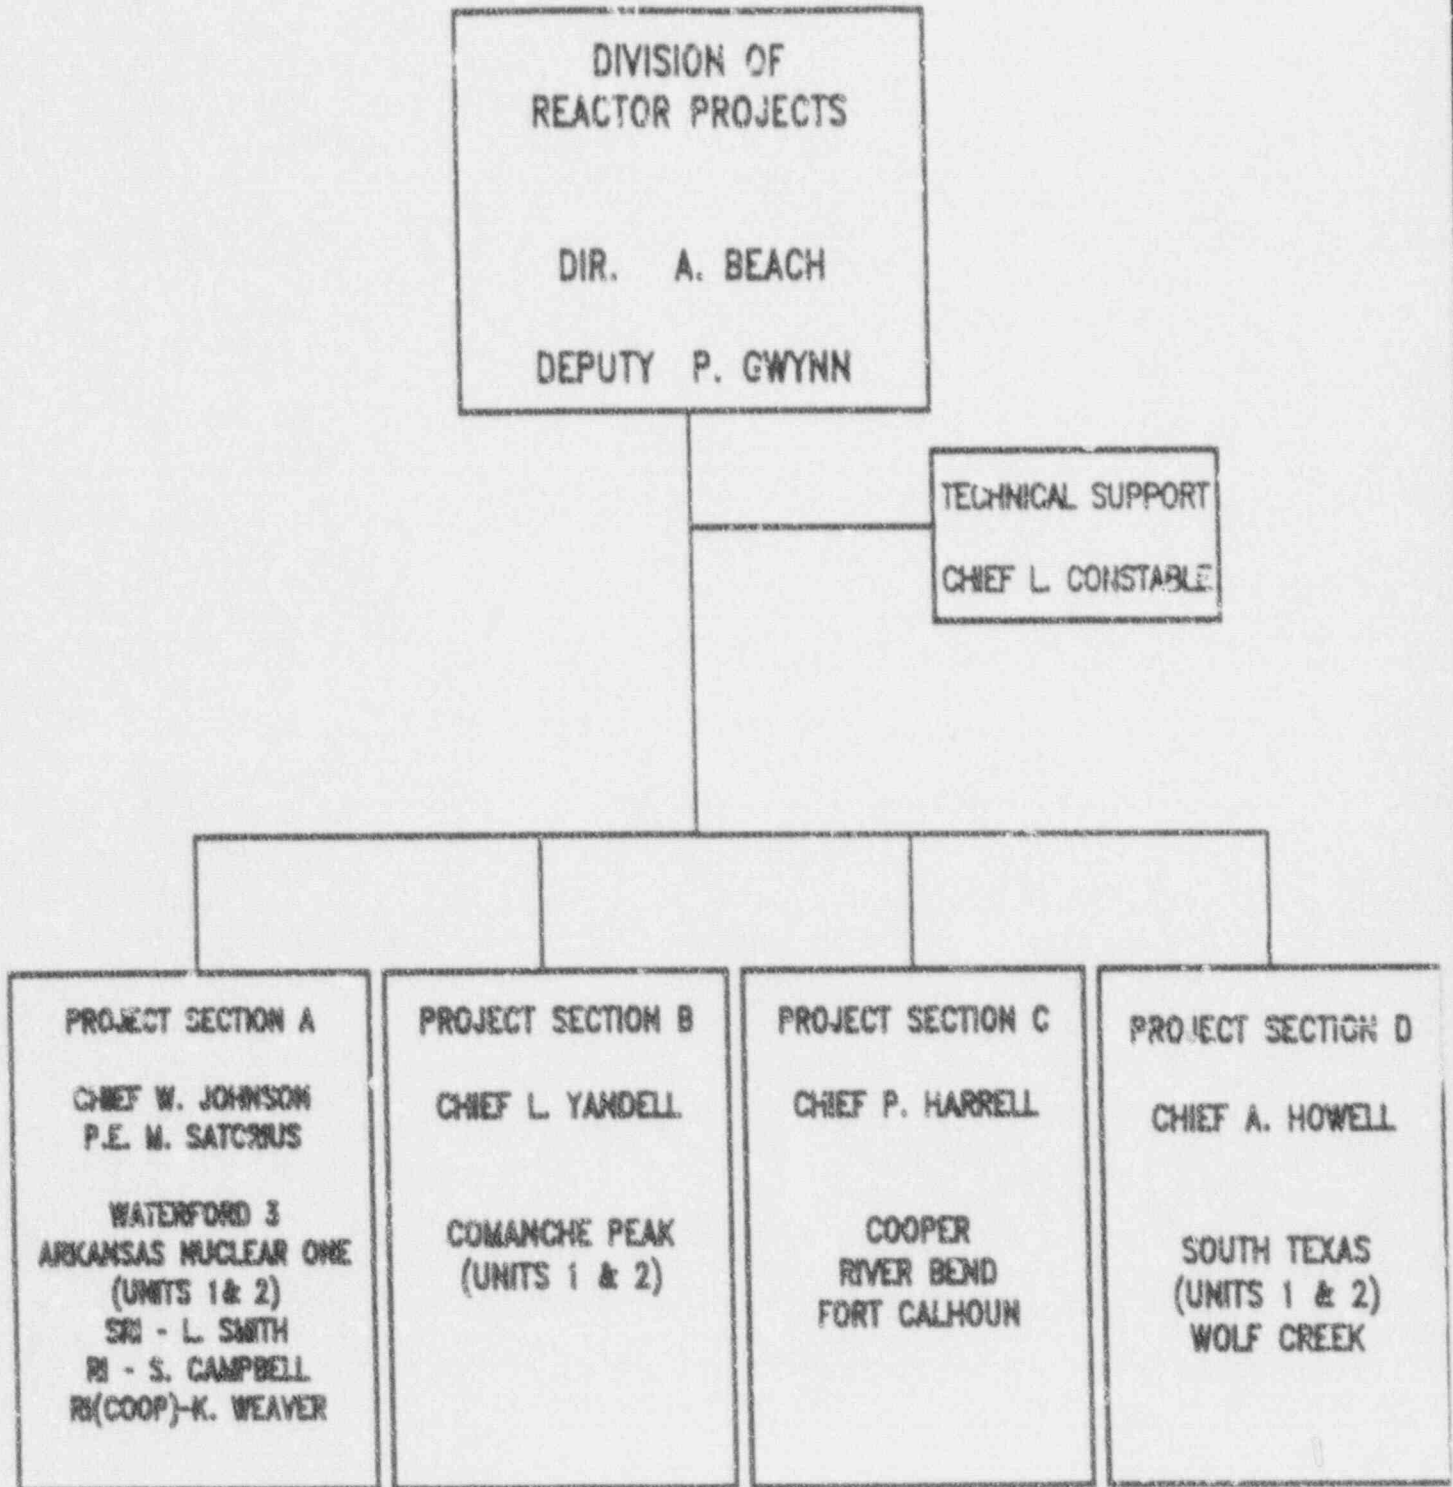 DIVISION OF
REACTOR PROJECTS
DIR. A. BEACH
DEPUTY P. GWYNN
TECHNICAL SUPPORT
CHIEF L. CONSTABLE
PROJECT SECTION A
CHIEF W. JOHNSON
P.E. M.
WATERFORD 3
ARKANSAS NUCLEAR ONE
(UNITS 1 & 2)
SRI - L. SMITH
RI - S. CAMPBELL
RI(COOP)-K. WEAVER
PROJECT SECTION B
CHIEF L. YANDELL
COMANCHE PEAK
(UNITS 1 & 2)
PROJECT SECTION C
CHIEF P. HARRELL
COOPER
RIVER BEND
FORT CALHOUN
PROJECT SECTION D
CHIEF A. HOWELL
SOUTH TEXAS
(UNITS 1 & 2)
WOLF CREEK